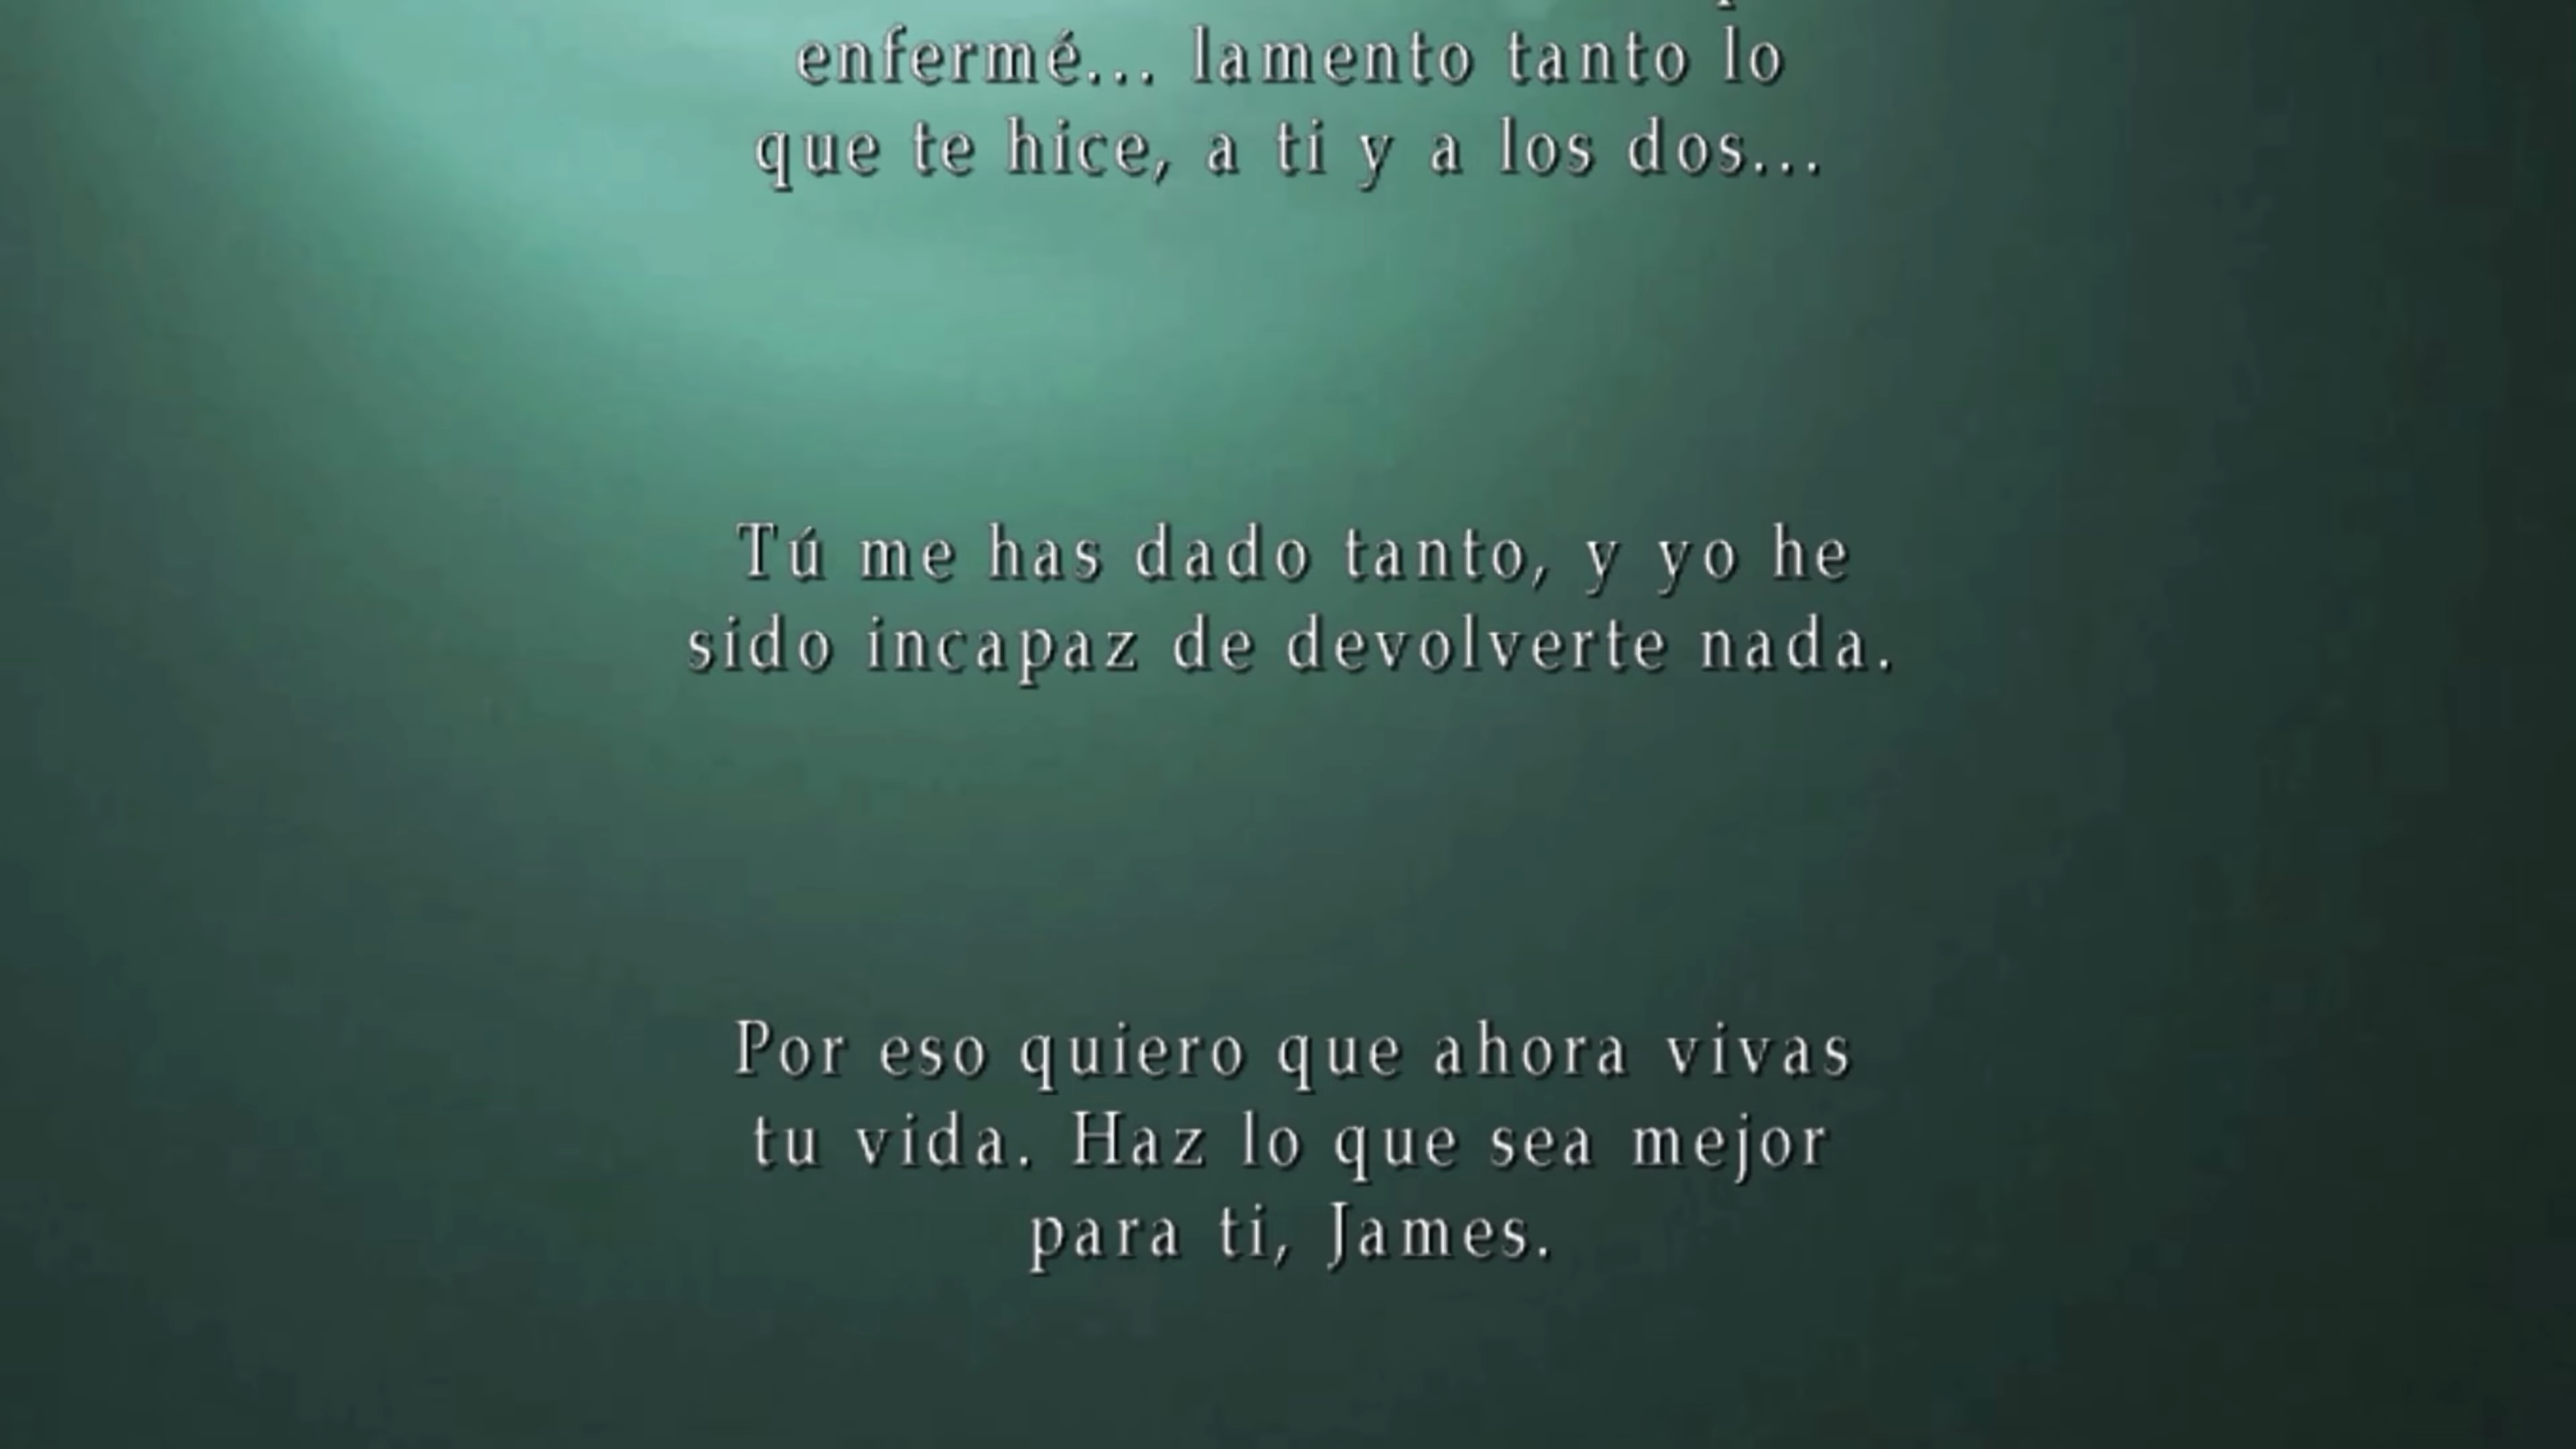 enfermé... lamento tanto lo
que te hice, a ti y a los dos...
Tú me has dado tanto, y yo he
sido incapaz de devolverte nada.
Por eso quiero que ahora vivas
tu vida. Haz lo que sea mejor
para ti, James.